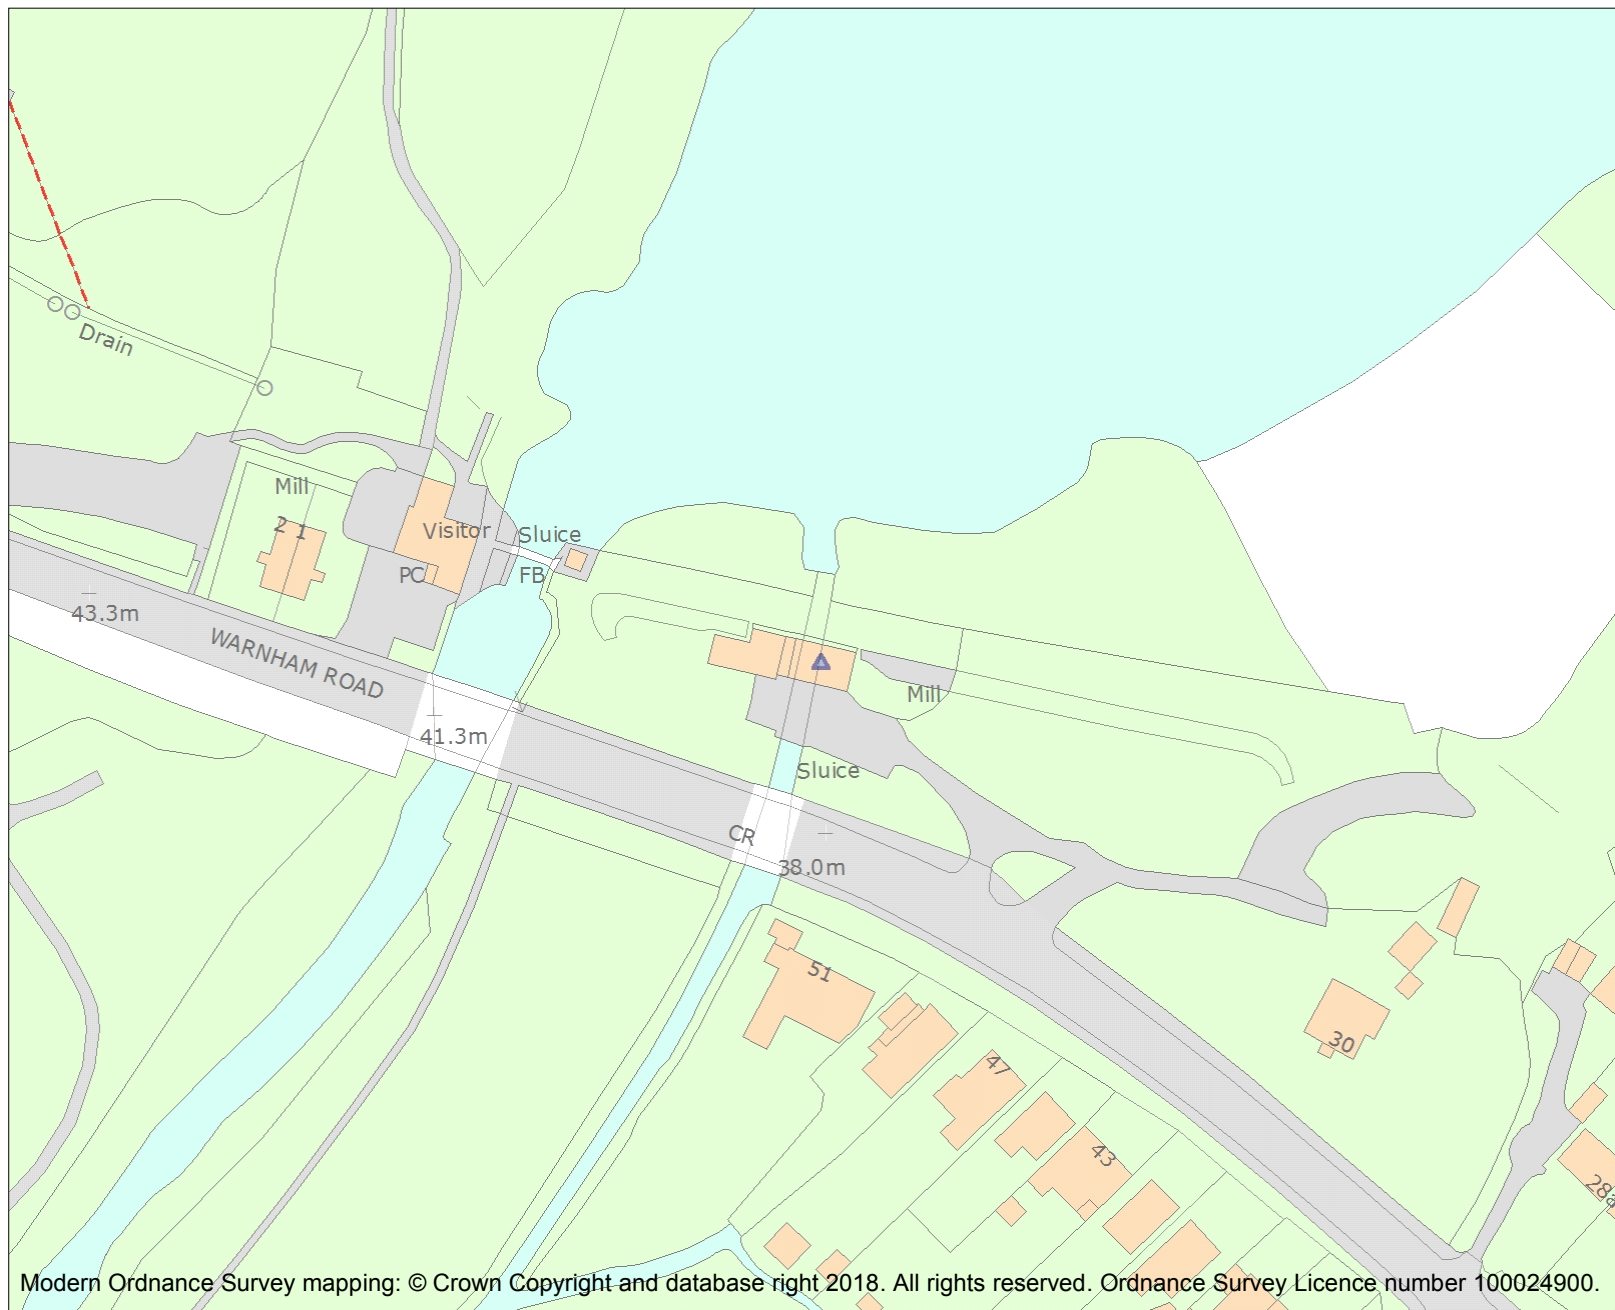 Drain
Mill
2 1
Visitor
Sluice
PC
FB
43.3m
WARNHAM ROAD
Mill
41.3m
Sluice
CR
38.0m
51
47
30
43
Modern Ordnance Survey mapping: © Crown Copyright and database right 2018. All rights reserved. Ordnance Survey Licence number 100024900.